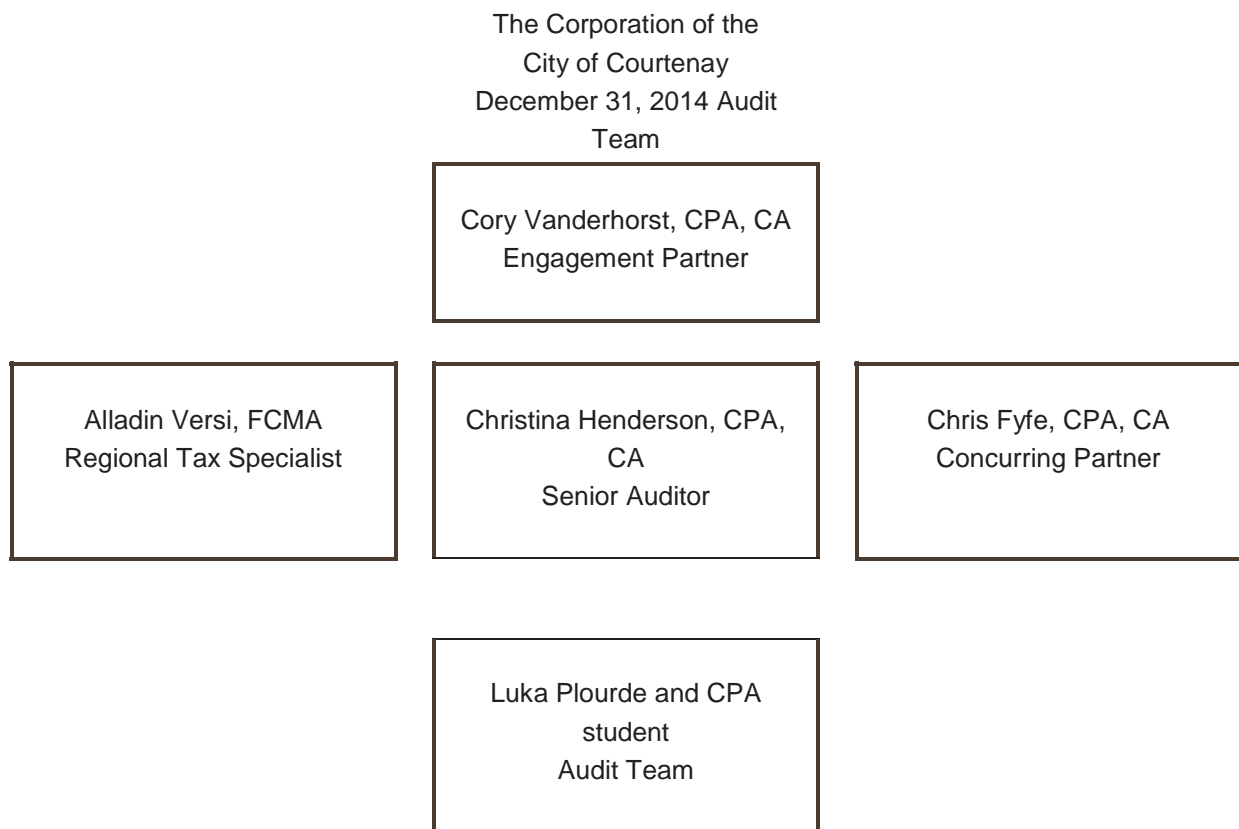 The Corporation of the
City of Courtenay
December 31, 2014 Audit
Team
Cory Vanderhorst, CPA, CA
Engagement Partner
Alladin Versi, FCMA
Regional Tax Specialist
Christina Henderson, CPA,
CA
Senior Auditor
Chris Fyfe, CPA, CA
Concurring Partner
Luka Plourde and CPA
student
Audit Team